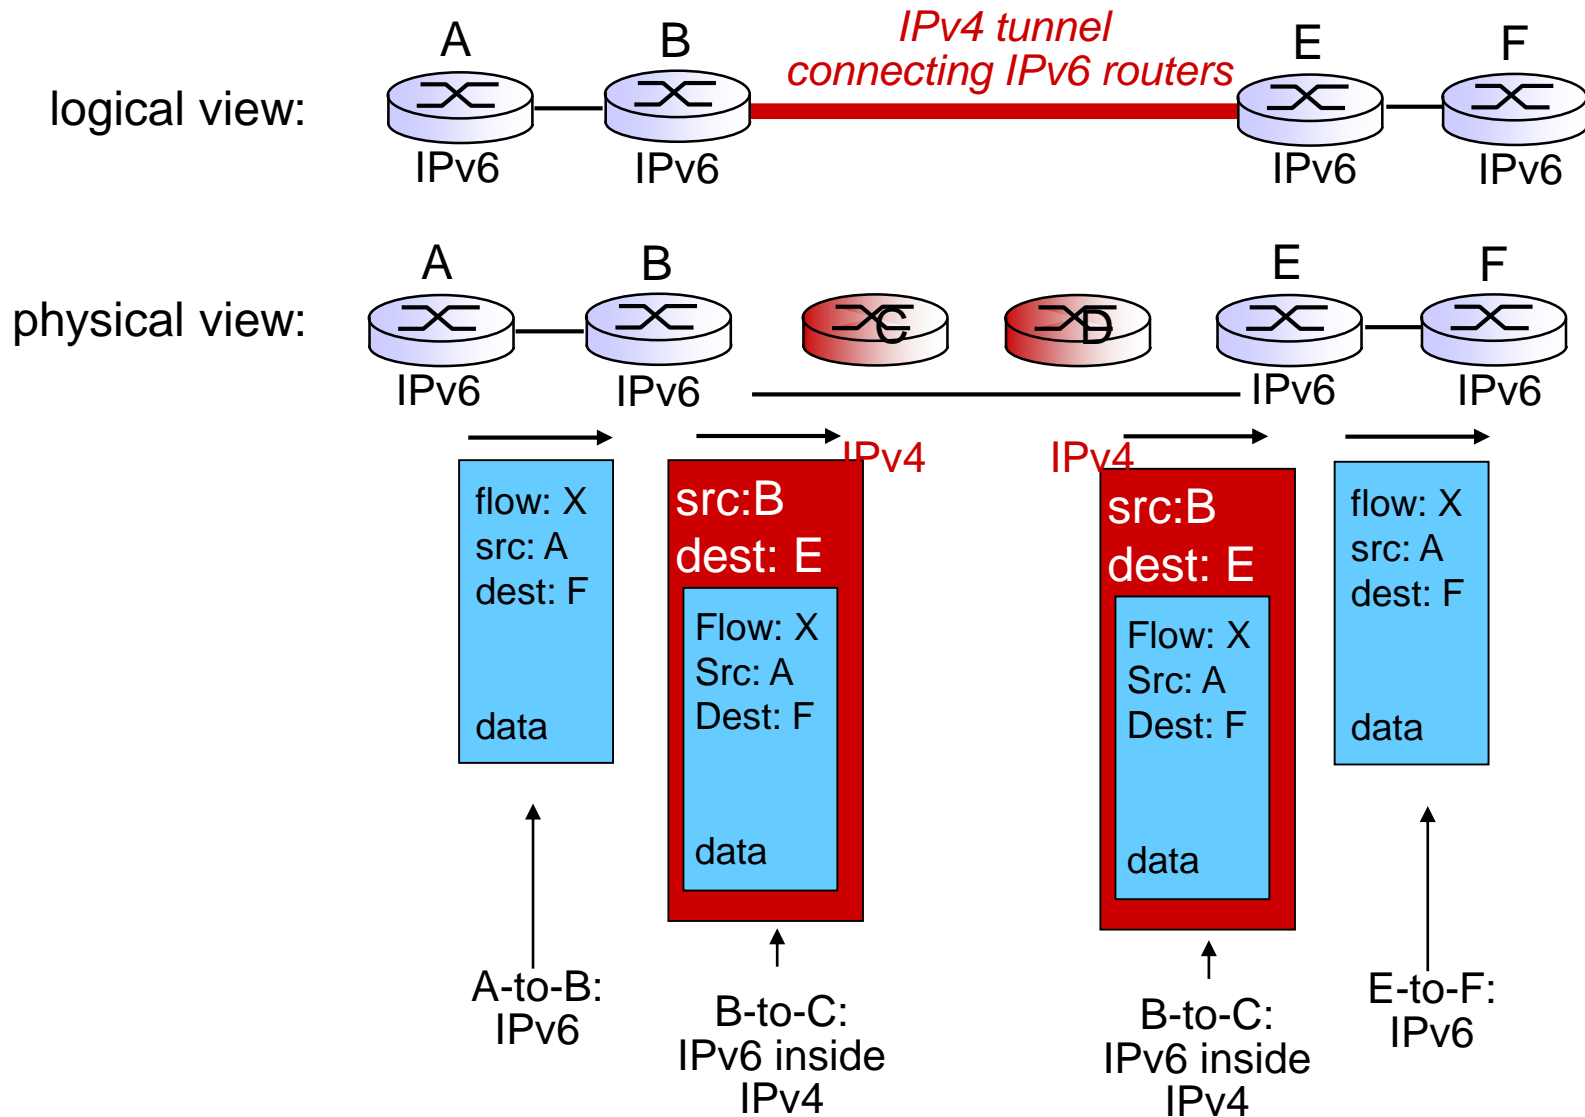 A
B
IPv4 tunnel
connecting IPv6 routers
E
F
logical view:
IPv6
IPv6
IPv6
IPv6
A
B
E
F
physical view:
C
D
IPv6
IPv6
IPv6
IPv6
IPv4
IPv4
flow: X
src: A
dest: F
data
src:B
dest: E
Flow: X
Src: A
Dest: F
data
src:B
dest: E
Flow: X
Src: A
Dest: F
data
flow: X
src: A
dest: F
data
A-to-B:
IPv6
B-to-C:
IPv6 inside
IPv4
B-to-C:
IPv6 inside
IPv4
E-to-F:
IPv6